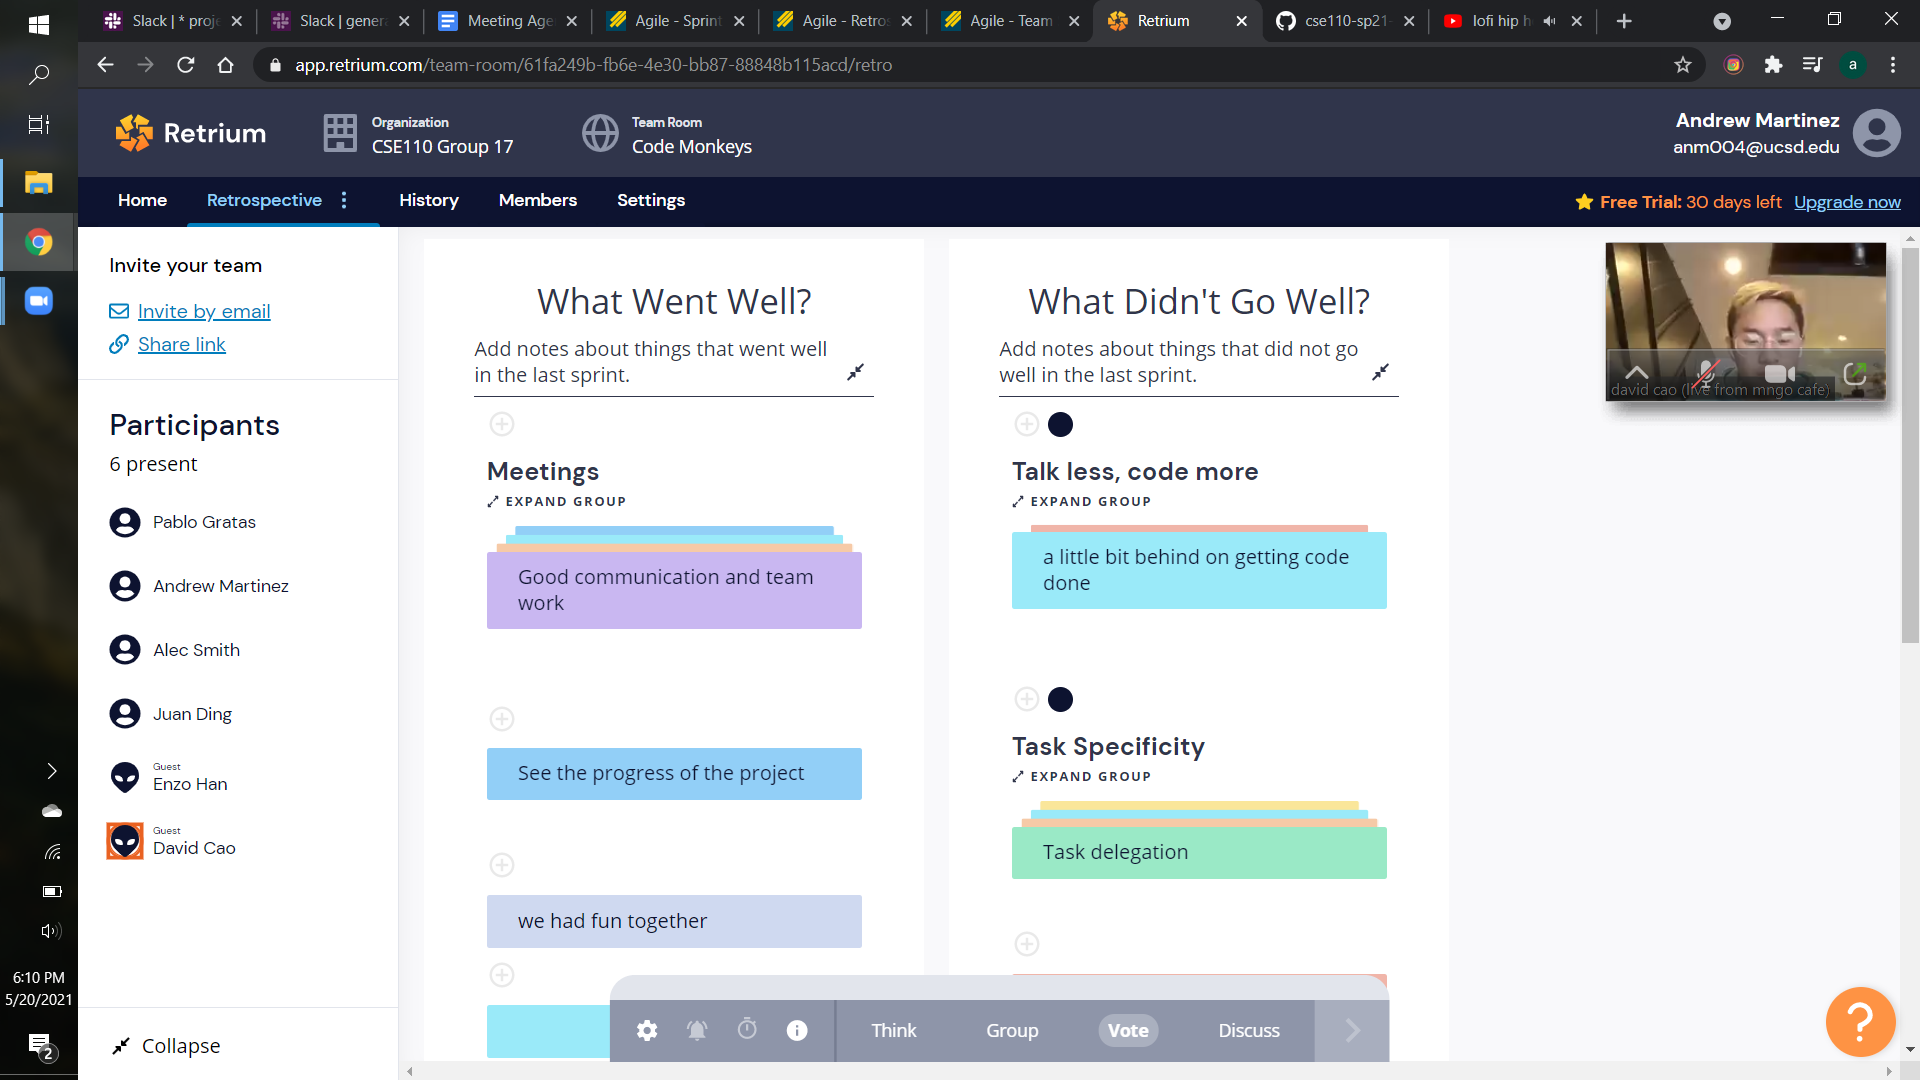 Slack | * proje
Slack | genera
Meeting Age
Agile - Sprint
Agile - Retros
Agile - Team
Retrium
cse110-sp21-
lofi hip h
app.retrium.com/team-room/61fa249b-fb6e-4e30-bb87-88848b115acd/retro
a
Retrium
Organization
CSE110 Group 17
Team Room
Code Monkeys
Andrew Martinez
anm004@ucsd.edu
Home
Retrospective
History
Members
Settings
Free Trial: 30 days left
Upgrade now
Invite your team
Invite by email
Share link
Participants
6 present
Pablo Gratas
Andrew Martinez
Alec Smith
Juan Ding
Guest
Enzo Han
Guest
David Cao
Collapse
What Went Well?
Add notes about things that went well
in the last sprint.
Meetings
EXPAND GROUP
Good communication and team
work
See the progress of the project
we had fun together
What Didn't Go Well?
Add notes about things that did not go
well in the last sprint.
Talk less, code more
EXPAND GROUP
a little bit behind on getting code
done
Task Specificity
EXPAND GROUP
Task delegation
david cao (live from mngo cafe)
Think
Group
Vote
Discuss
?
6:10 PM
5/20/2021
2